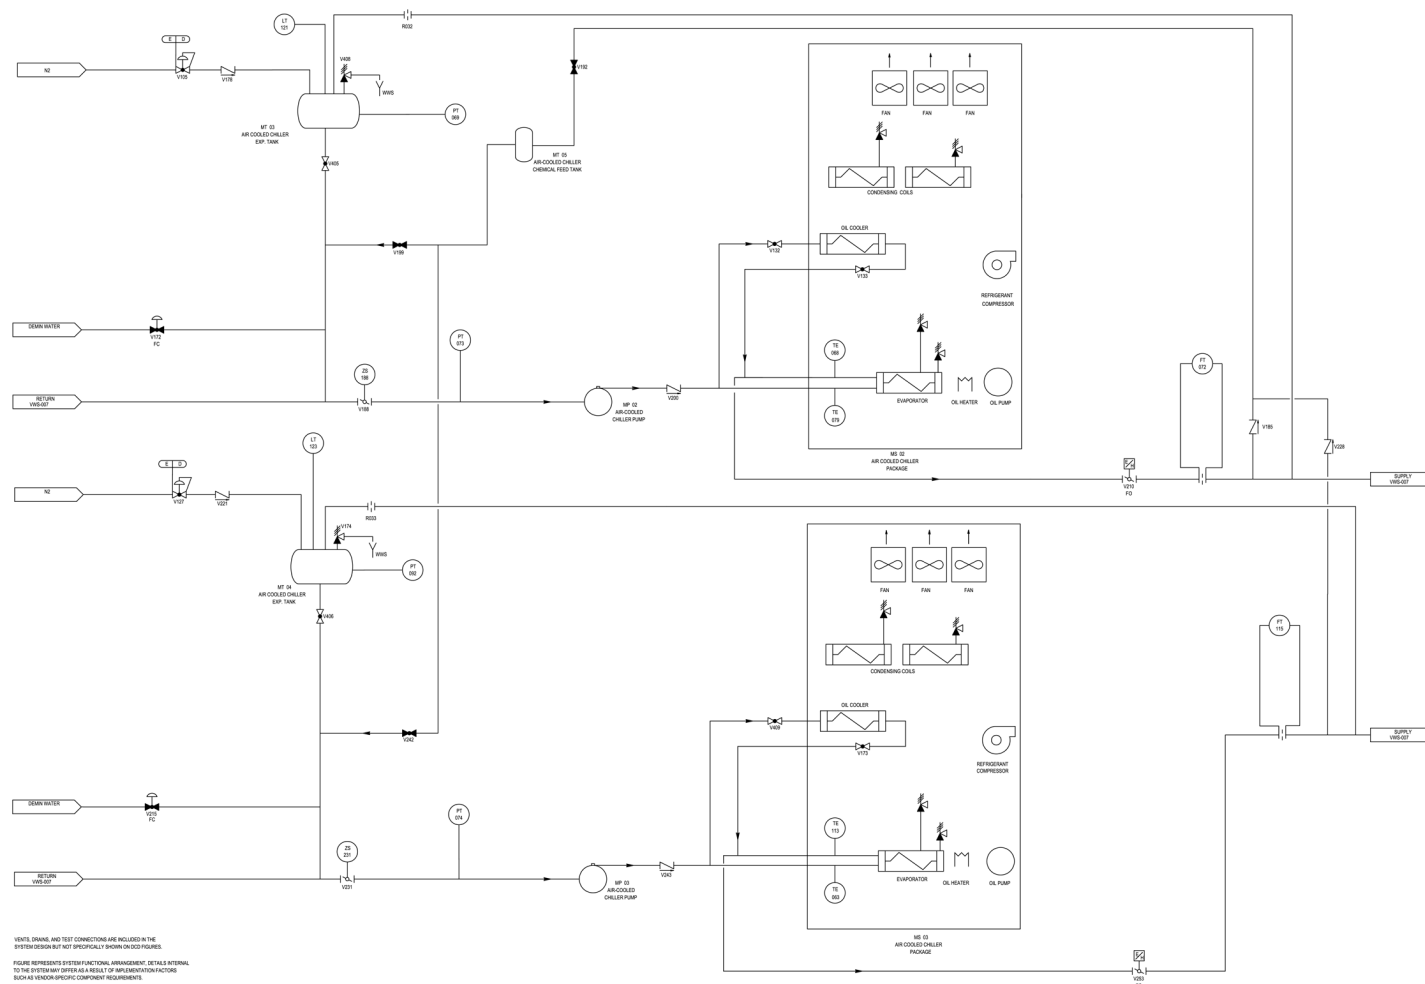 LT
121
R032
E D
N2
V105
V178
V408
WWS
V192
PT
069
MT 03
AIR COOLED CHILLER
EXP. TANK
V405
MT 05
AIR-COOLED CHILLER
CHEMICAL FEED TANK
FAN
FAN
FAN
CONDENSING COILS
OIL COOLER
V132
V133
V199
REFRIGERANT
COMPRESSOR
DEMIN WATER
V172
FC
PT
073
ZS
188
V188
RETURN
VWS-007
MP 02
AIR-COOLED
CHILLER PUMP
V200
TE
068
TE
079
EVAPORATOR
OIL HEATER
OIL PUMP
MS 02
AIR COOLED CHILLER
PACKAGE
FT
072
V185
V228
V210
FO
SUPPLY
VWS-007
LT
123
E D
N2
V127
V221
R033
V174
WWS
PT
092
MT 04
AIR COOLED CHILLER
EXP. TANK
V406
FAN
FAN
FAN
CONDENSING COILS
OIL COOLER
V409
V173
V242
REFRIGERANT
COMPRESSOR
FT
115
SUPPLY
VWS-007
DEMIN WATER
V215
FC
PT
074
ZS
231
V231
RETURN
VWS-007
MP 03
AIR-COOLED
CHILLER PUMP
V243
TE
113
TE
063
EVAPORATOR
OIL HEATER
OIL PUMP
MS 03
AIR COOLED CHILLER
PACKAGE
V253
VENTS, DRAINS, AND TEST CONNECTIONS ARE INCLUDED IN THE
SYSTEM DESIGN BUT NOT SPECIFICALLY SHOWN ON DCD FIGURES.
FIGURE REPRESENTS SYSTEM FUNCTIONAL ARRANGEMENT, DETAILS INTERNAL
TO THE SYSTEM MAY DIFFER AS A RESULT OF IMPLEMENTATION FACTORS
SUCH AS VENDOR-SPECIFIC COMPONENT REQUIREMENTS.